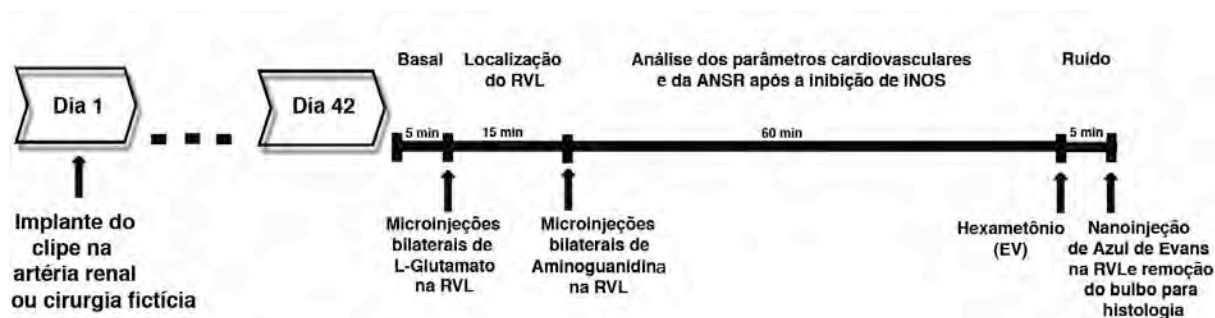 Dia 1
Dia 42
Basal
Localização
do RVL
Análise dos parâmetros cardiovasculares
e da ANSR após a inibição de iNOS
Ruído
5 min
15 min
60 min
5 min
Implante do
clipe na
artéria renal
ou cirurgia fictícia
Microinjeções
bilaterais de
L-Glutamato
na RVL
Microinjeções
bilaterais de
Aminoguanidina
na RVL
Hexametônio
(EV)
Nanoinjeção
de Azul de Evans
na RVLe remoção
do bulbo para
histologia